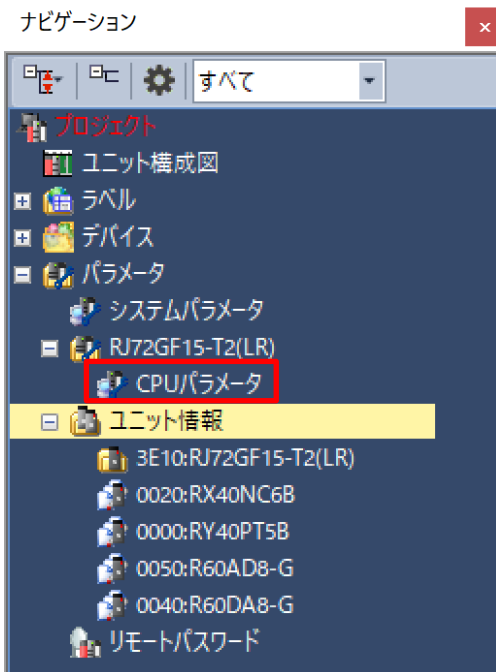 ナビゲーション
すべて
プロジェクト
ユニット構成図
ラベル
デバイス
パラメータ
システムパラメータ
RJ72GF15-T2(LR)
CPUパラメータ
ユニット情報
3E10:RJ72GF15-T2(LR)
0020:RX40NC6B
0000:RY40PT5B
0050:R60AD8-G
0040:R60DA8-G
リモートパスワード